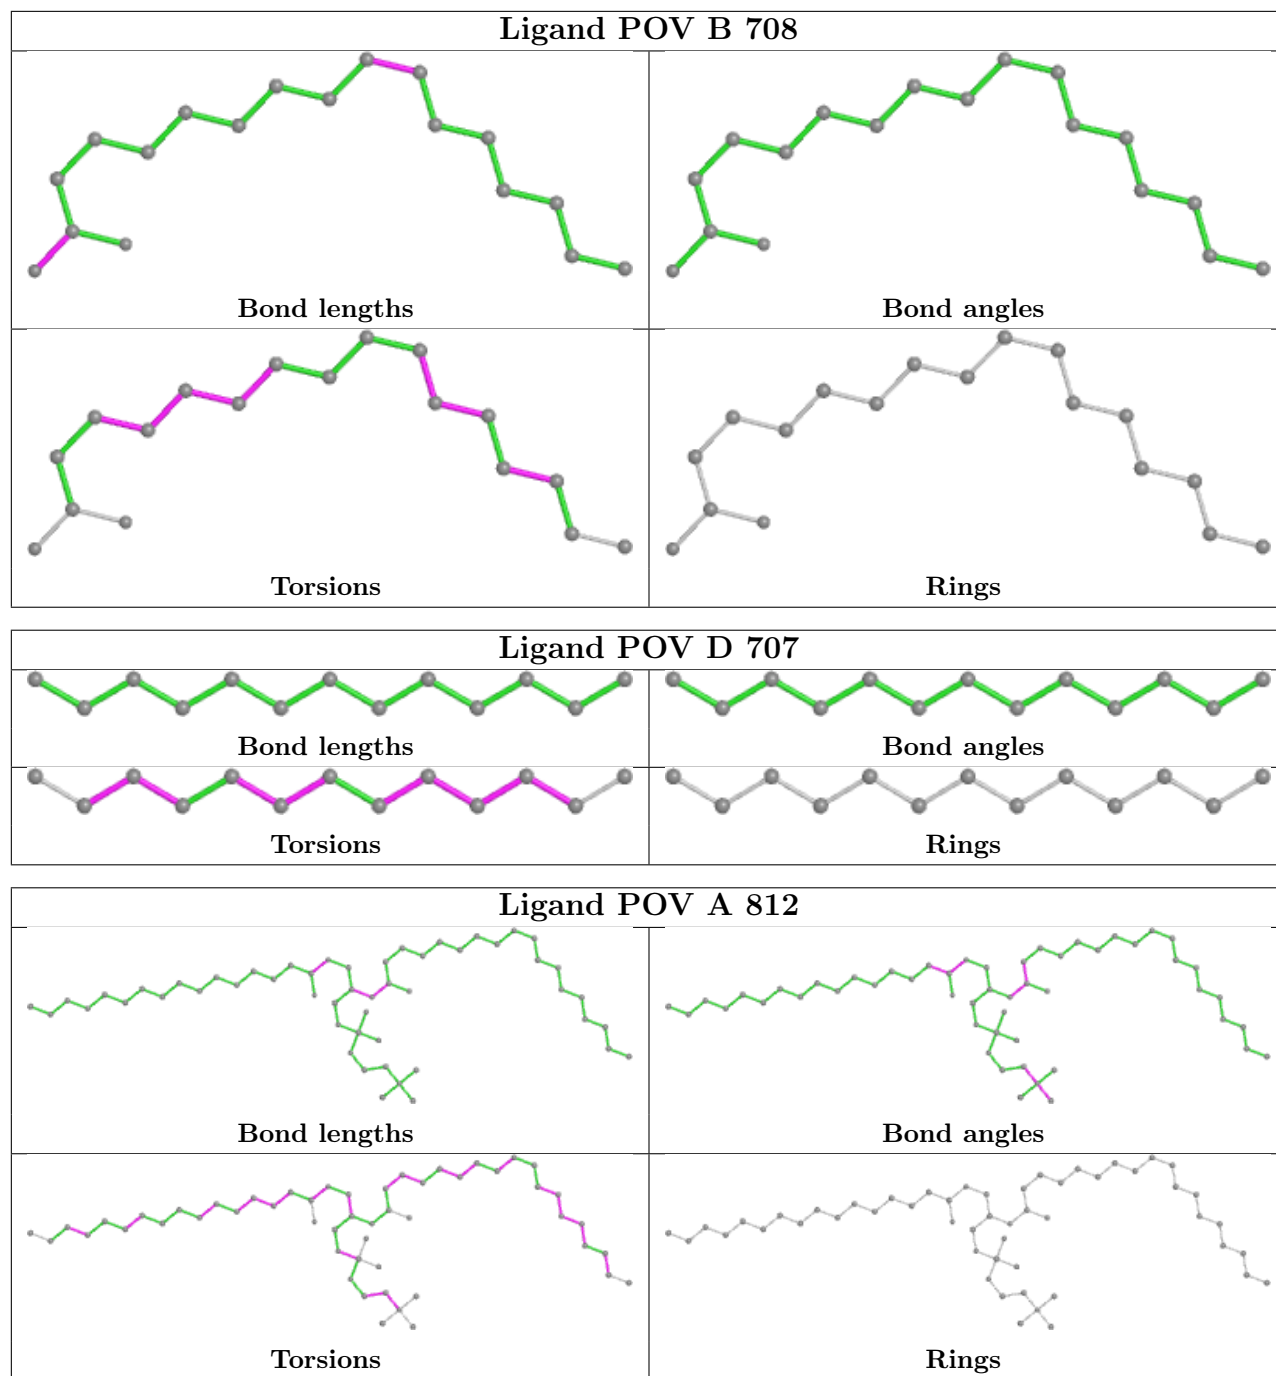 Ligand POV B 708
Bond lengths
Bond angles
Torsions
Rings
Ligand POV D 707
Bond lengths
Bond angles
Torsions
Rings
Ligand POV A 812
Bond lengths
Bond angles
Torsions
Rings